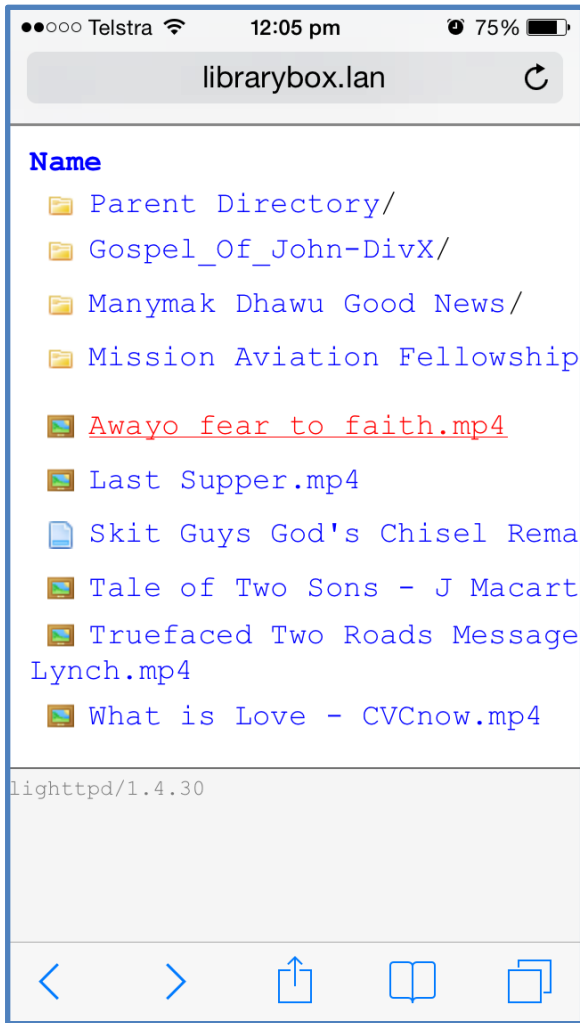 Telstra 12:05 pm 75%
librarybox.lan
Name
Parent Directory/
Gospel_Of_John-DivX/
Manymak Dhawu Good News/
Mission Aviation Fellowship
Awayo fear to faith.mp4
Last Supper.mp4
Skit Guys God's Chisel Rema
Tale of Two Sons - J Macart
Truefaced Two Roads Message
Lynch.mp4
What is Love - CVCnow.mp4
lighttpd/1.4.30